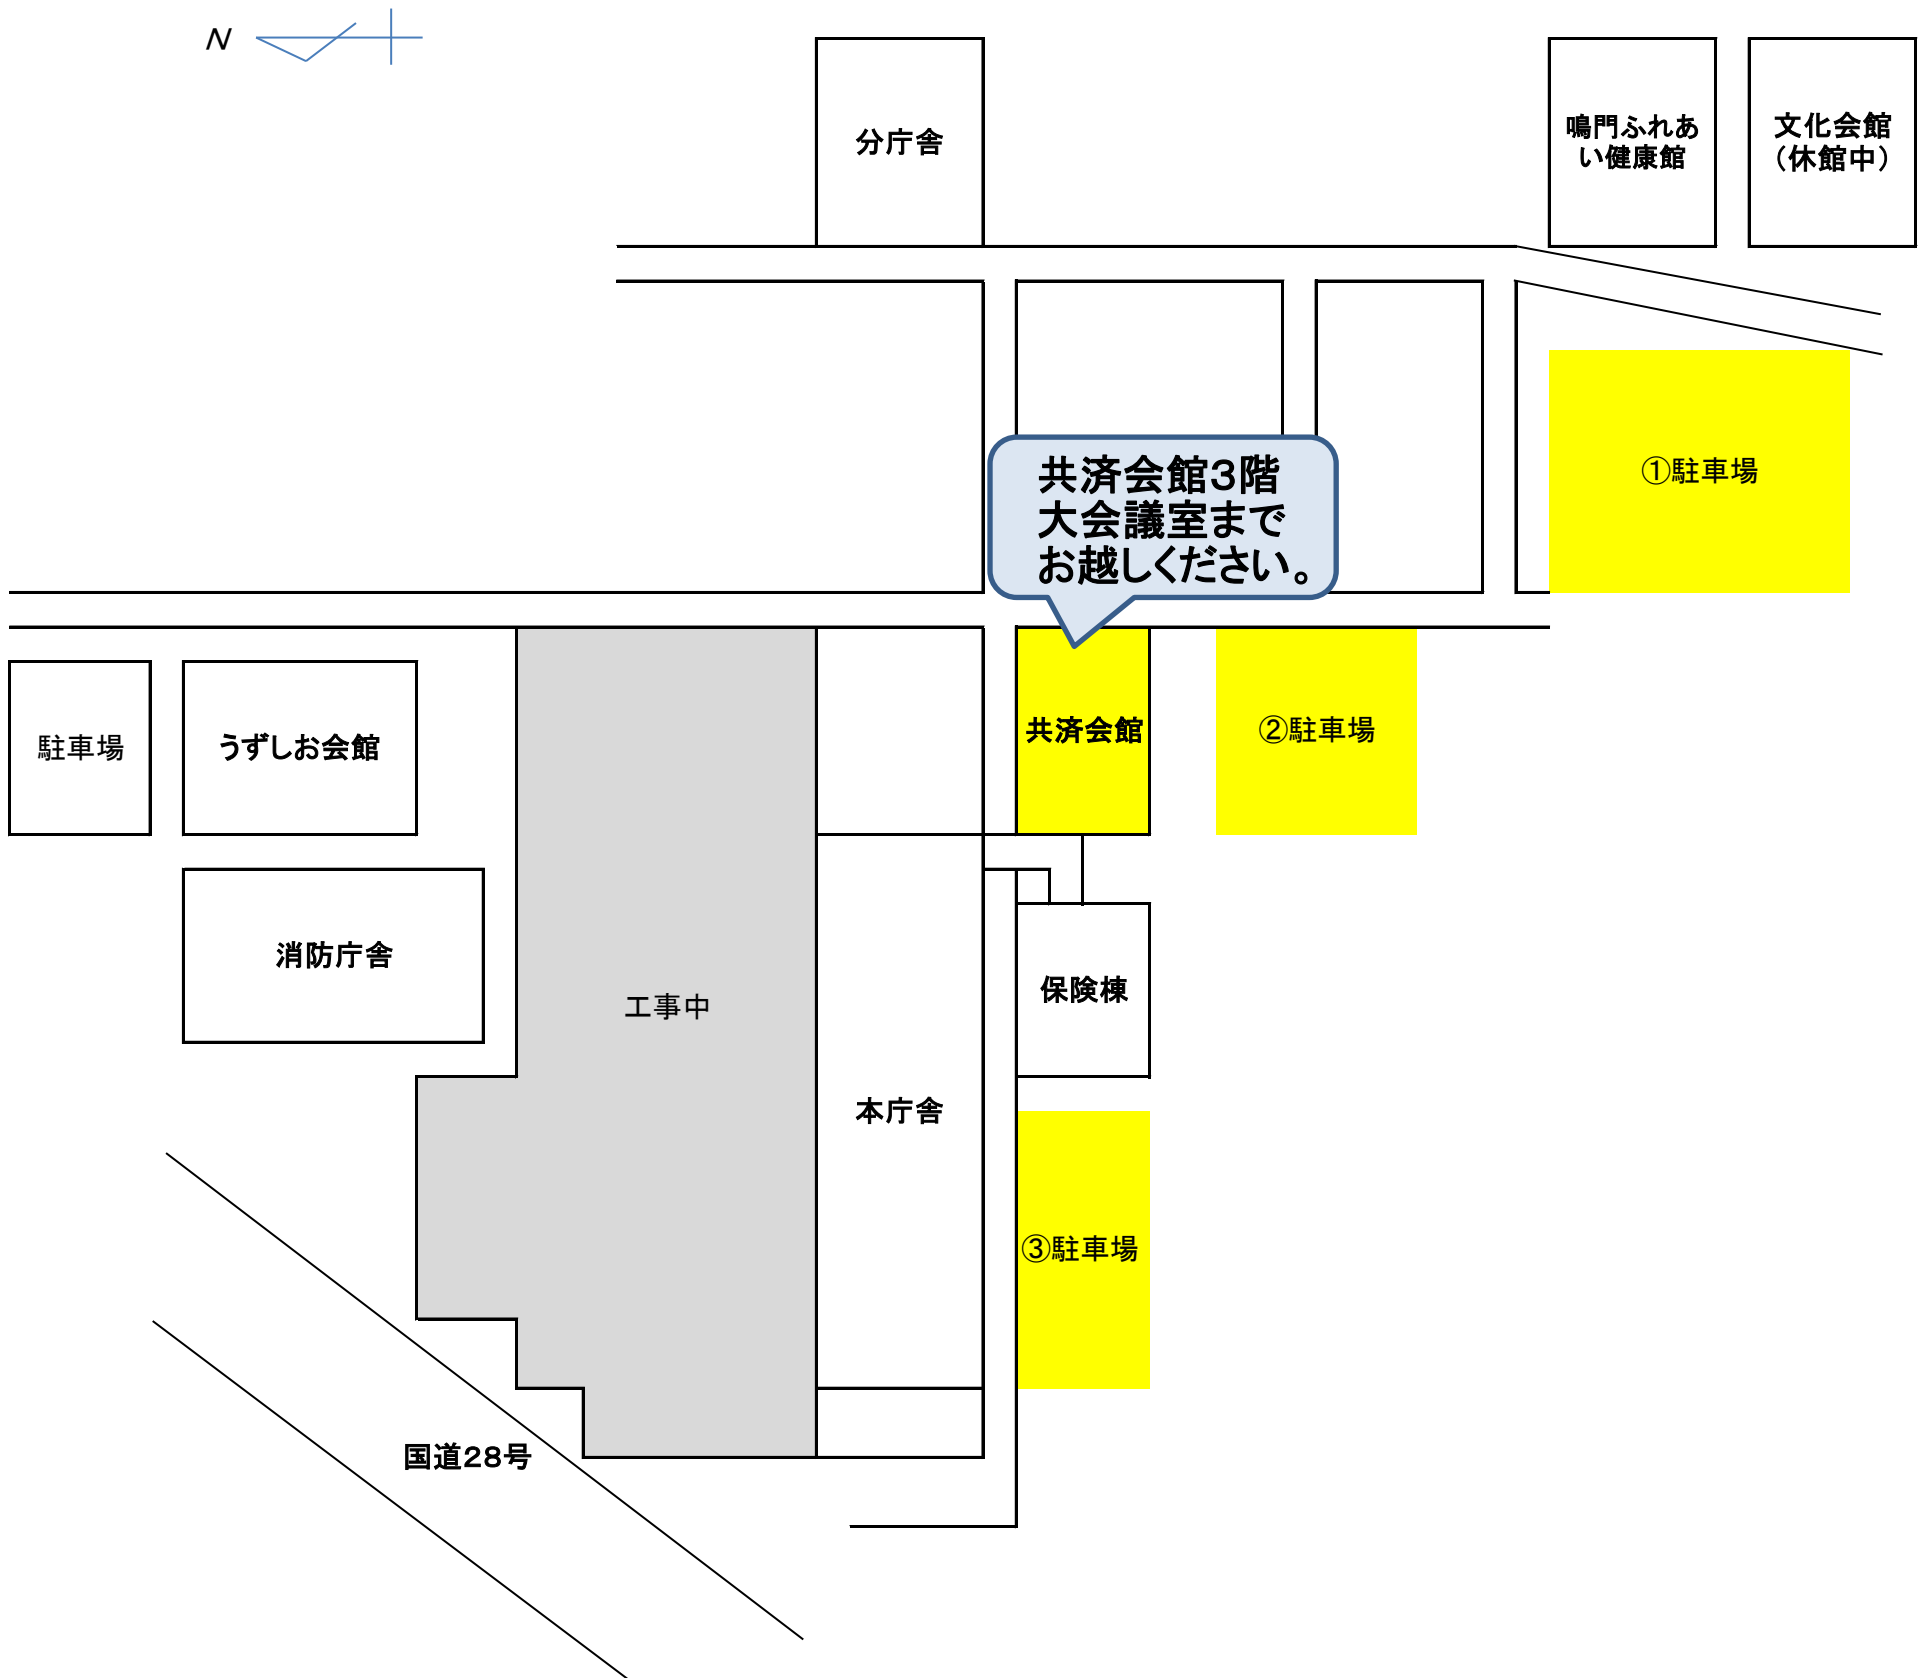 N
分庁舎
鳴門ふれあ
い健康館
文化会館
（休館中）
共済会館３階
大会議室まで
お越しください。
①駐車場
駐車場
うずしお会館
共済会館
②駐車場
消防庁舎
保険棟
工事中
本庁舎
③駐車場
国道28号